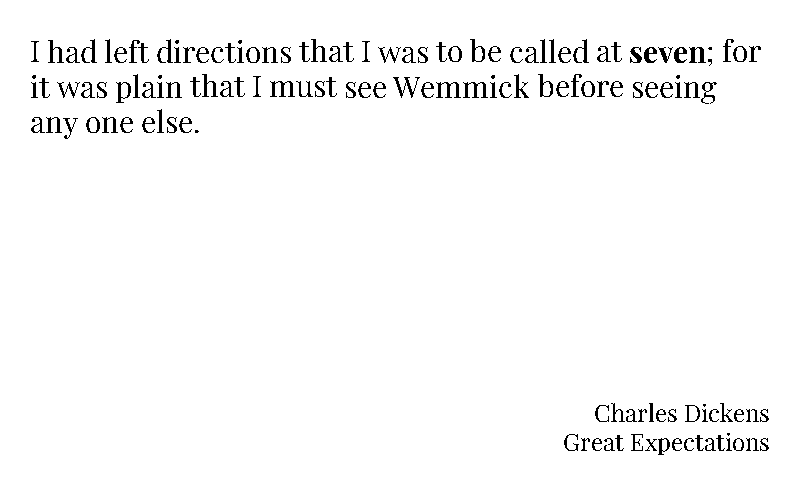 I had left directions that I was to be called at seven; for
it was plain that I must see Wemmick before seeing
any one else.
Charles Dickens
Great Expectations